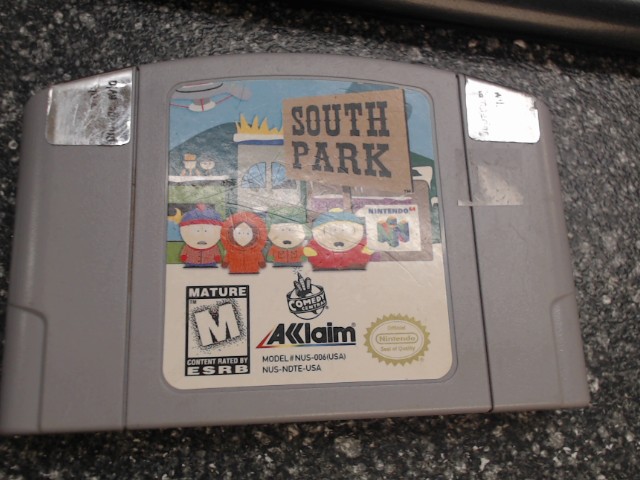 SOUTH
PARK
NINTENDO 64
MATURE
M
CONTENT RATED BY
ESRB
COMEDY
CENTRAL
AKKlaim
MODEL # NUS-006(USA)
NUS-NDTE-USA
Official
Nintendo
Seal of Quality